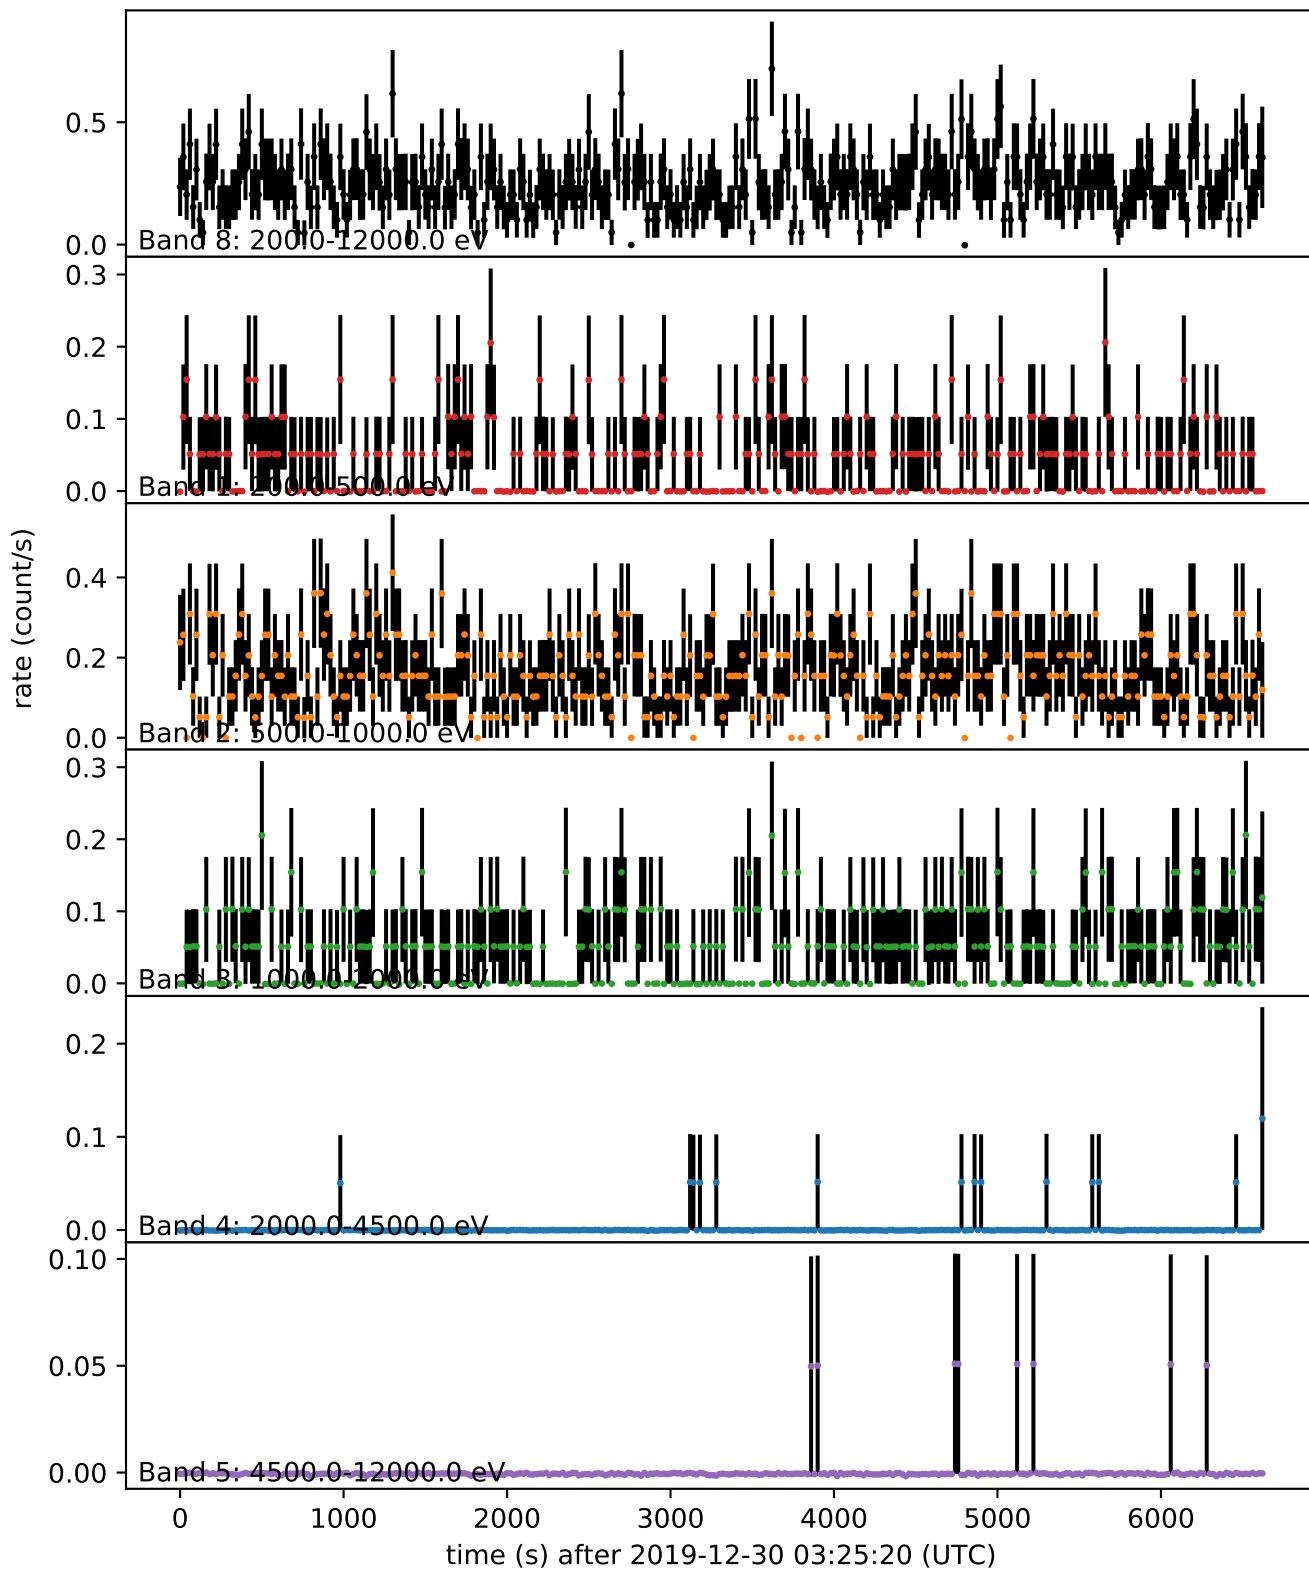 0.5
0.0
Band 8: 200.0-12000.0 eV
0.3
0.2
0.1
0.0
Band 1: 200.0-500.0 eV
rate (count/s)
0.4
0.2
0.0
Band 2: 500.0-1000.0 eV
0.3
0.2
0.1
0.0
Band 3: 1000.0-2000.0 eV
0.2
0.1
0.0
Band 4: 2000.0-4500.0 eV
0.10
0.05
0.00
Band 5: 4500.0-12000.0 eV
0 1000 2000 3000 4000 5000 6000
time (s) after 2019-12-30 03:25:20 (UTC)